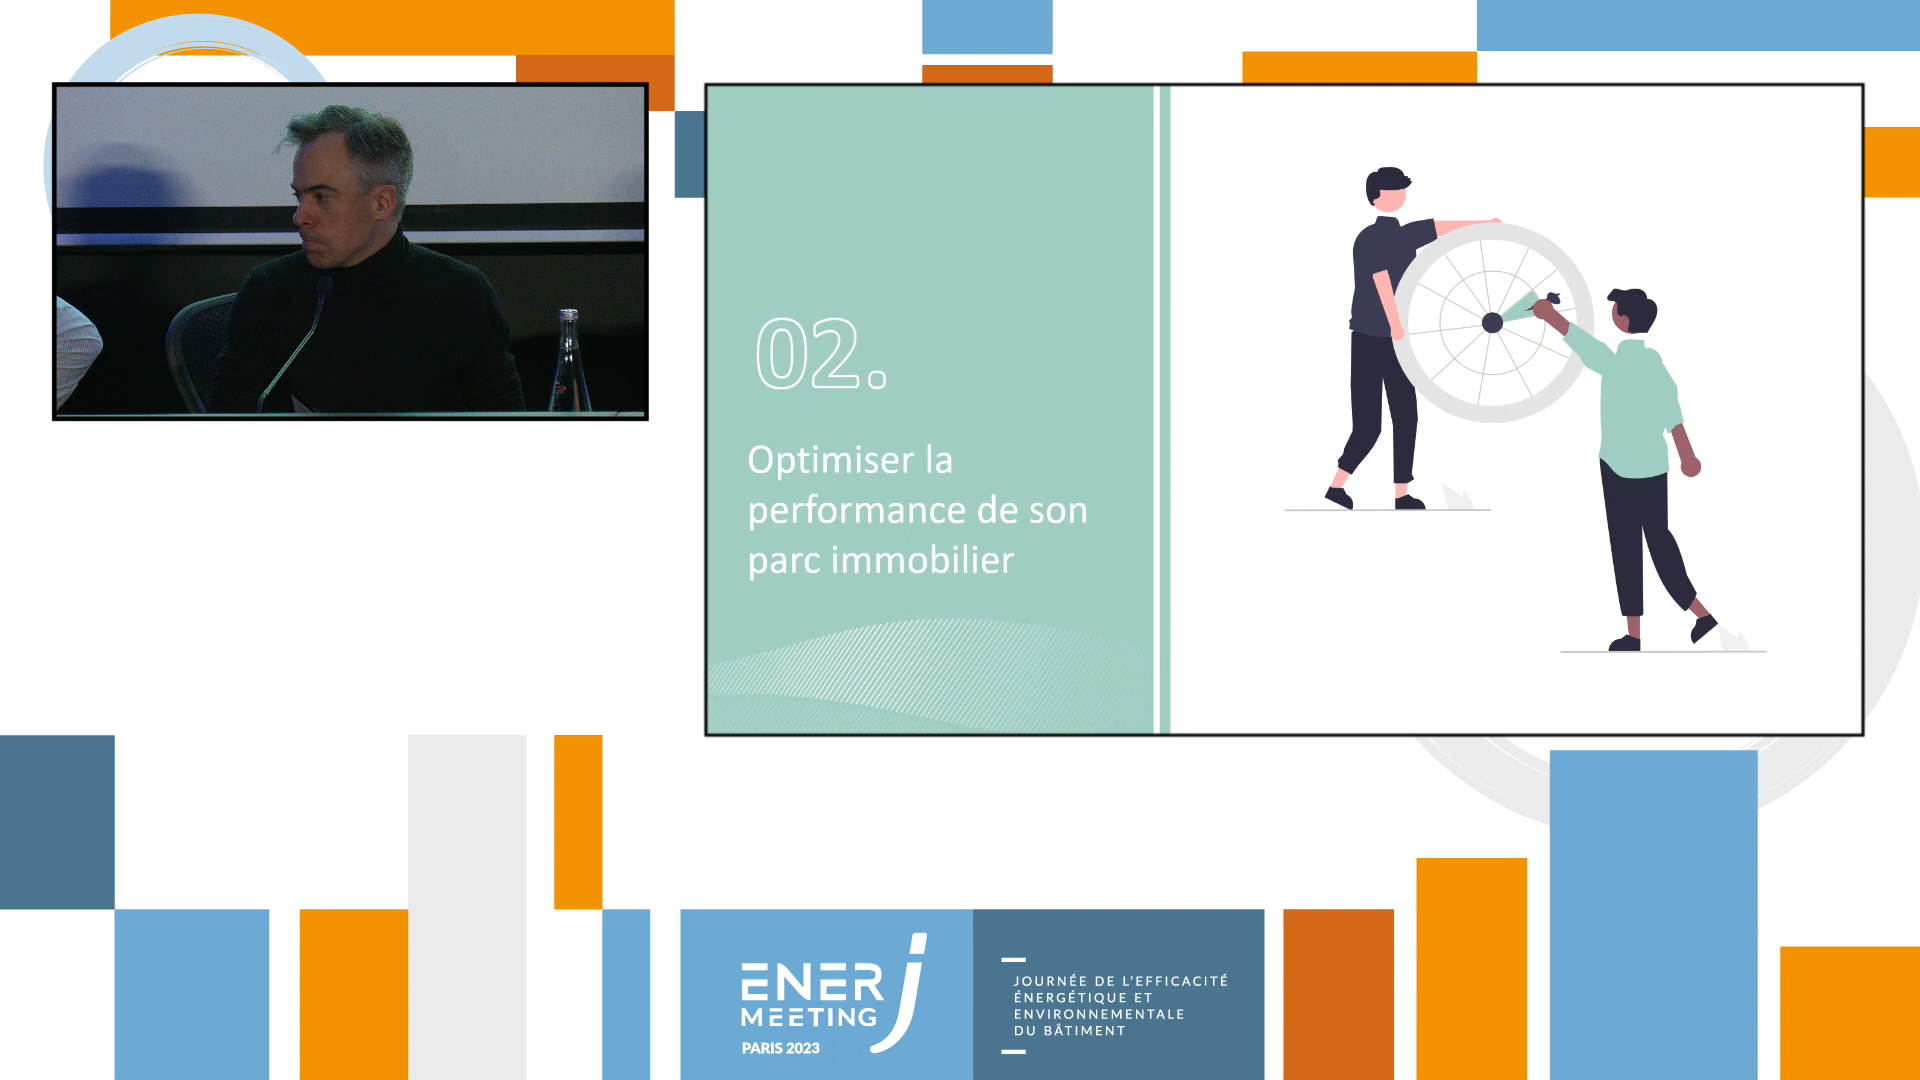 02.
Optimiser la
performance de son
parc immobilier
ENERJ
MEETING
PARIS 2023
JOURNÉE DE L'EFFICACITÉ
ÉNERGÉTIQUE ET
ENVIRONNEMENTALE
DU BÂTIMENT